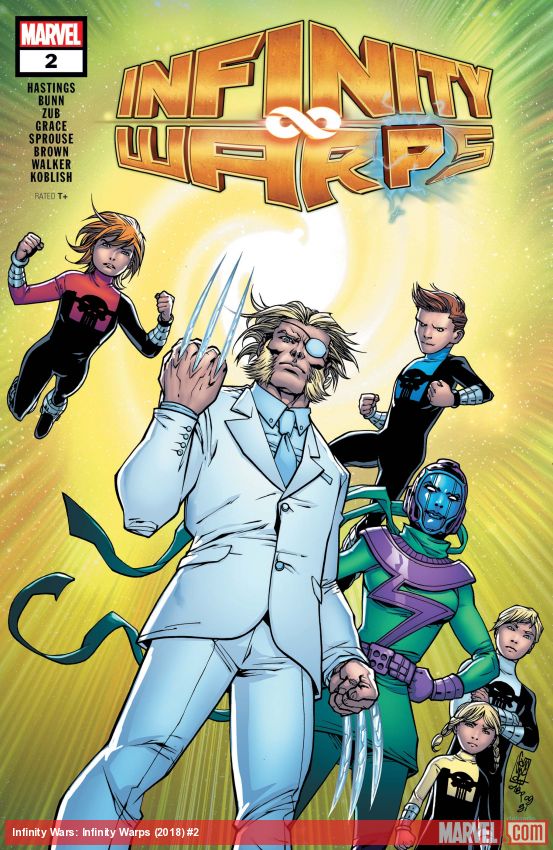 MARVEL
2
HASTINGS
BUNN
ZUB
GRACE
SPROUSE
BROWN
WALKER
KOBLISH
RATED T+
INFINITY
WARPS
Infinity Wars: Infinity Warps (2018) #2
MARVEL.com